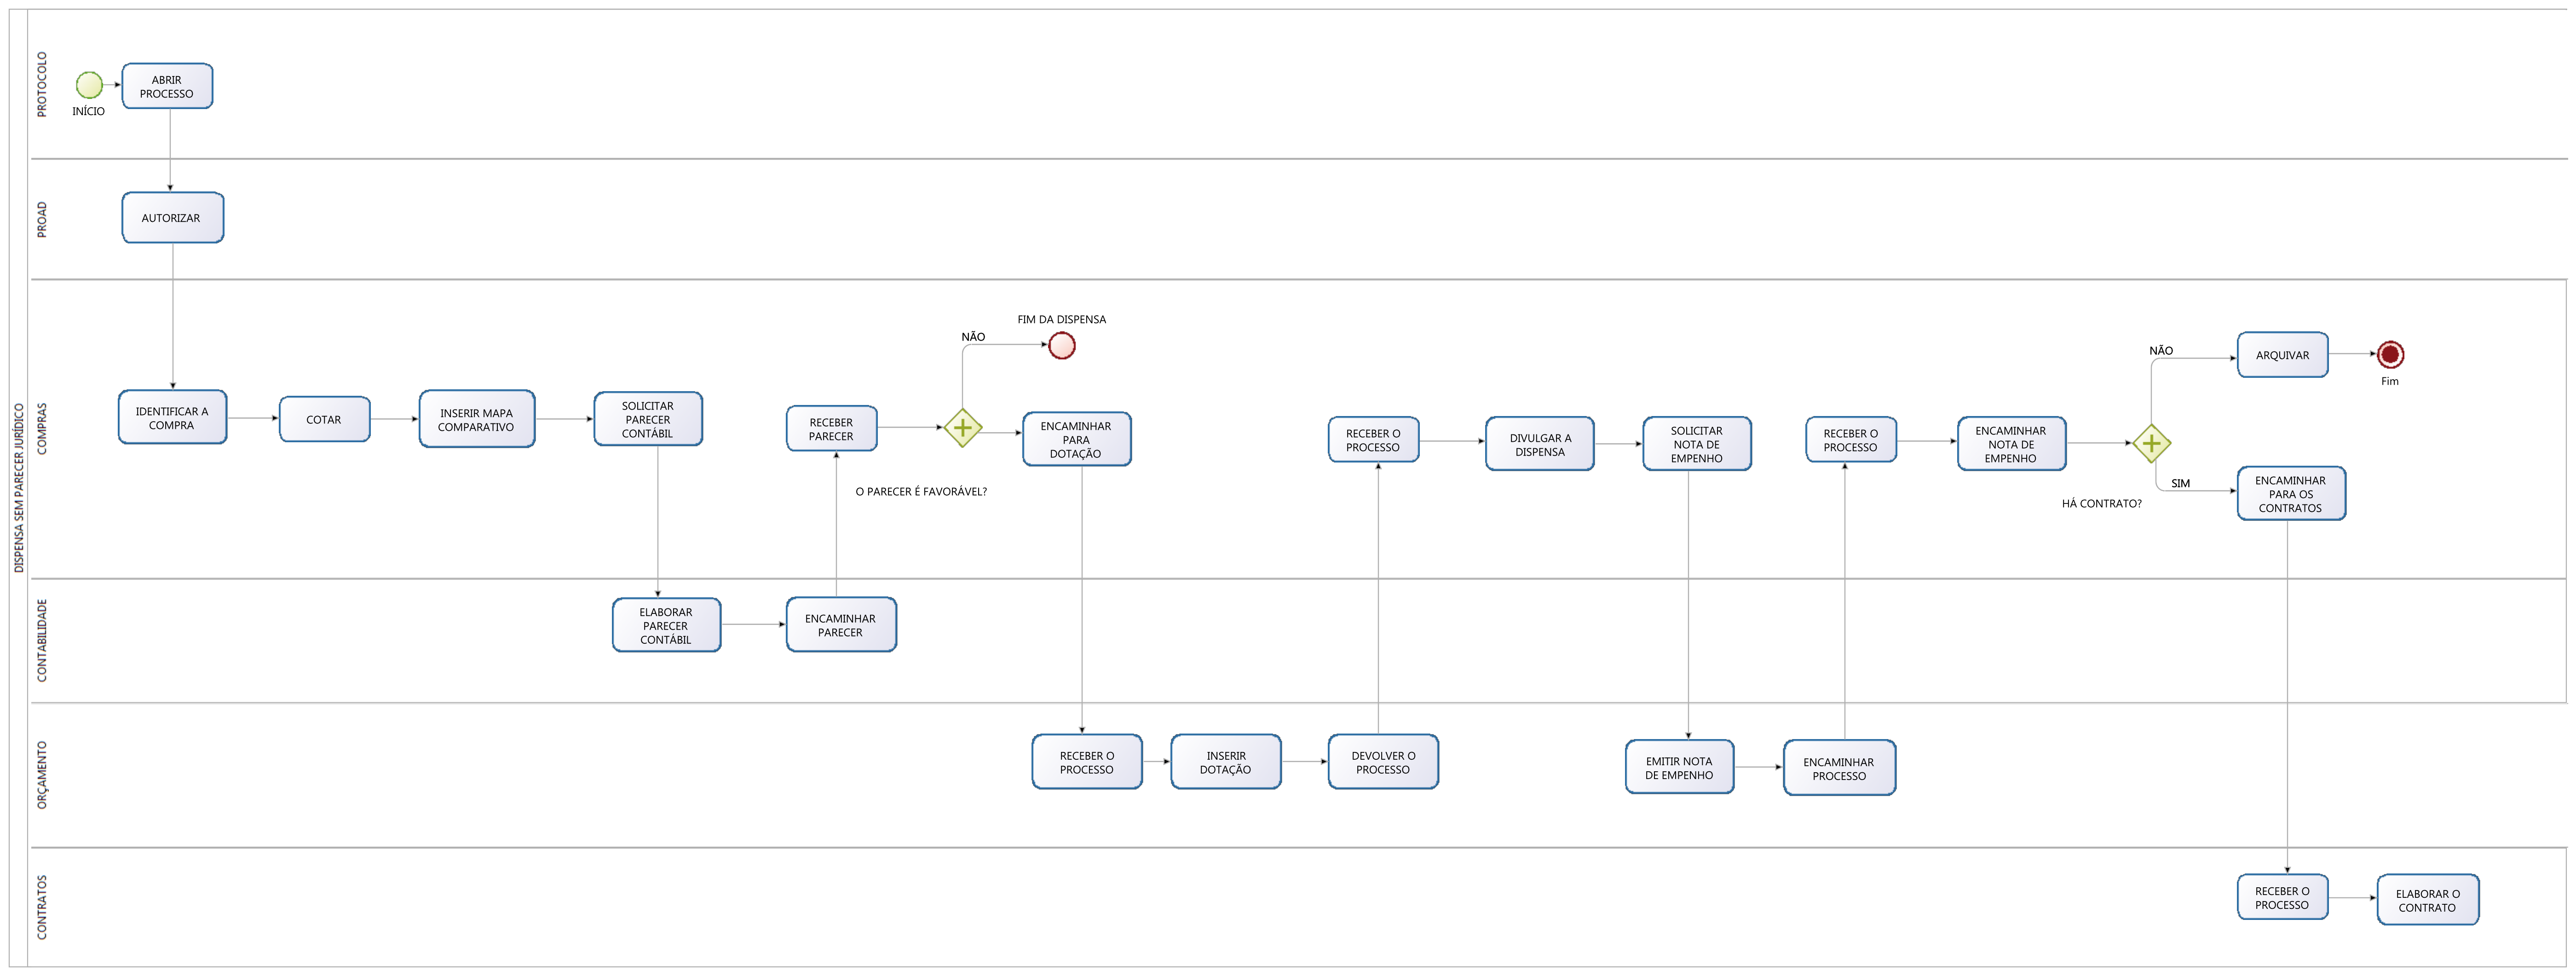 DISPENSA SEM PARECER JURÍDICO
PROTOCOLO
INÍCIO
ABRIR
PROCESSO
PROAD
AUTORIZAR
COMPRAS
IDENTIFICAR A
COMPRA
COTAR
INSERIR MAPA
COMPARATIVO
SOLICITAR
PARECER
CONTÁBIL
RECEBER
PARECER
O PARECER É FAVORÁVEL?
NÃO
FIM DA DISPENSA
ENCAMINHAR
PARA
DOTAÇÃO
RECEBER O
PROCESSO
DIVULGAR A
DISPENSA
SOLICITAR
NOTA DE
EMPENHO
RECEBER O
PROCESSO
ENCAMINHAR
NOTA DE
EMPENHO
HÁ CONTRATO?
NÃO
ARQUIVAR
Fim
SIM
ENCAMINHAR
PARA OS
CONTRATOS
CONTABILIDADE
ELABORAR
PARECER
CONTÁBIL
ENCAMINHAR
PARECER
ORÇAMENTO
RECEBER O
PROCESSO
INSERIR
DOTAÇÃO
DEVOLVER O
PROCESSO
EMITIR NOTA
DE EMPENHO
ENCAMINHAR
PROCESSO
CONTRATOS
RECEBER O
PROCESSO
ELABORAR O
CONTRATO